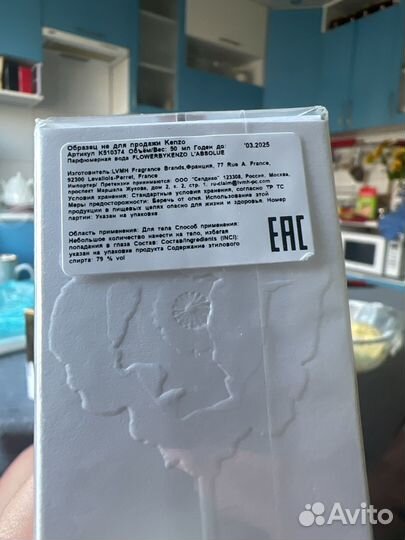 Образец не для продажи Kenzo
Артикул K510374 Объём/Вес: 50 мл Годен до: '03.2025
Парфюмерная вода FLOWERBYKENZO L'ABSOLUE
Изготовитель:LVMH Fragrance Brands,Франция, 77 Rue A. France,
92300 Levallois-Perret, France
Импортер/ Претензии принимаются: ООО "Селдико" 123308, Россия, Москва,
проспект Маршала Жукова, дом 2, к. 2, стр. 1. ru-claim@lvmh-pc.com
Условия хранения: Стандартные условия хранения, согласно ТР ТС
Меры предосторожности: Беречь от огня. Использование этой
продукции в пищевых целях опасно для жизни и здоровья. Номер
партии: Указан на упаковке
Область применения: Для тела Способ применения:
Небольшое количество нанести на тело, избегая
попадания в глаза Состав: Состав/Ingredients (INCI):
указан на упаковке продукта Содержание этилового
спирта: 79 % vol
EAC
Avito